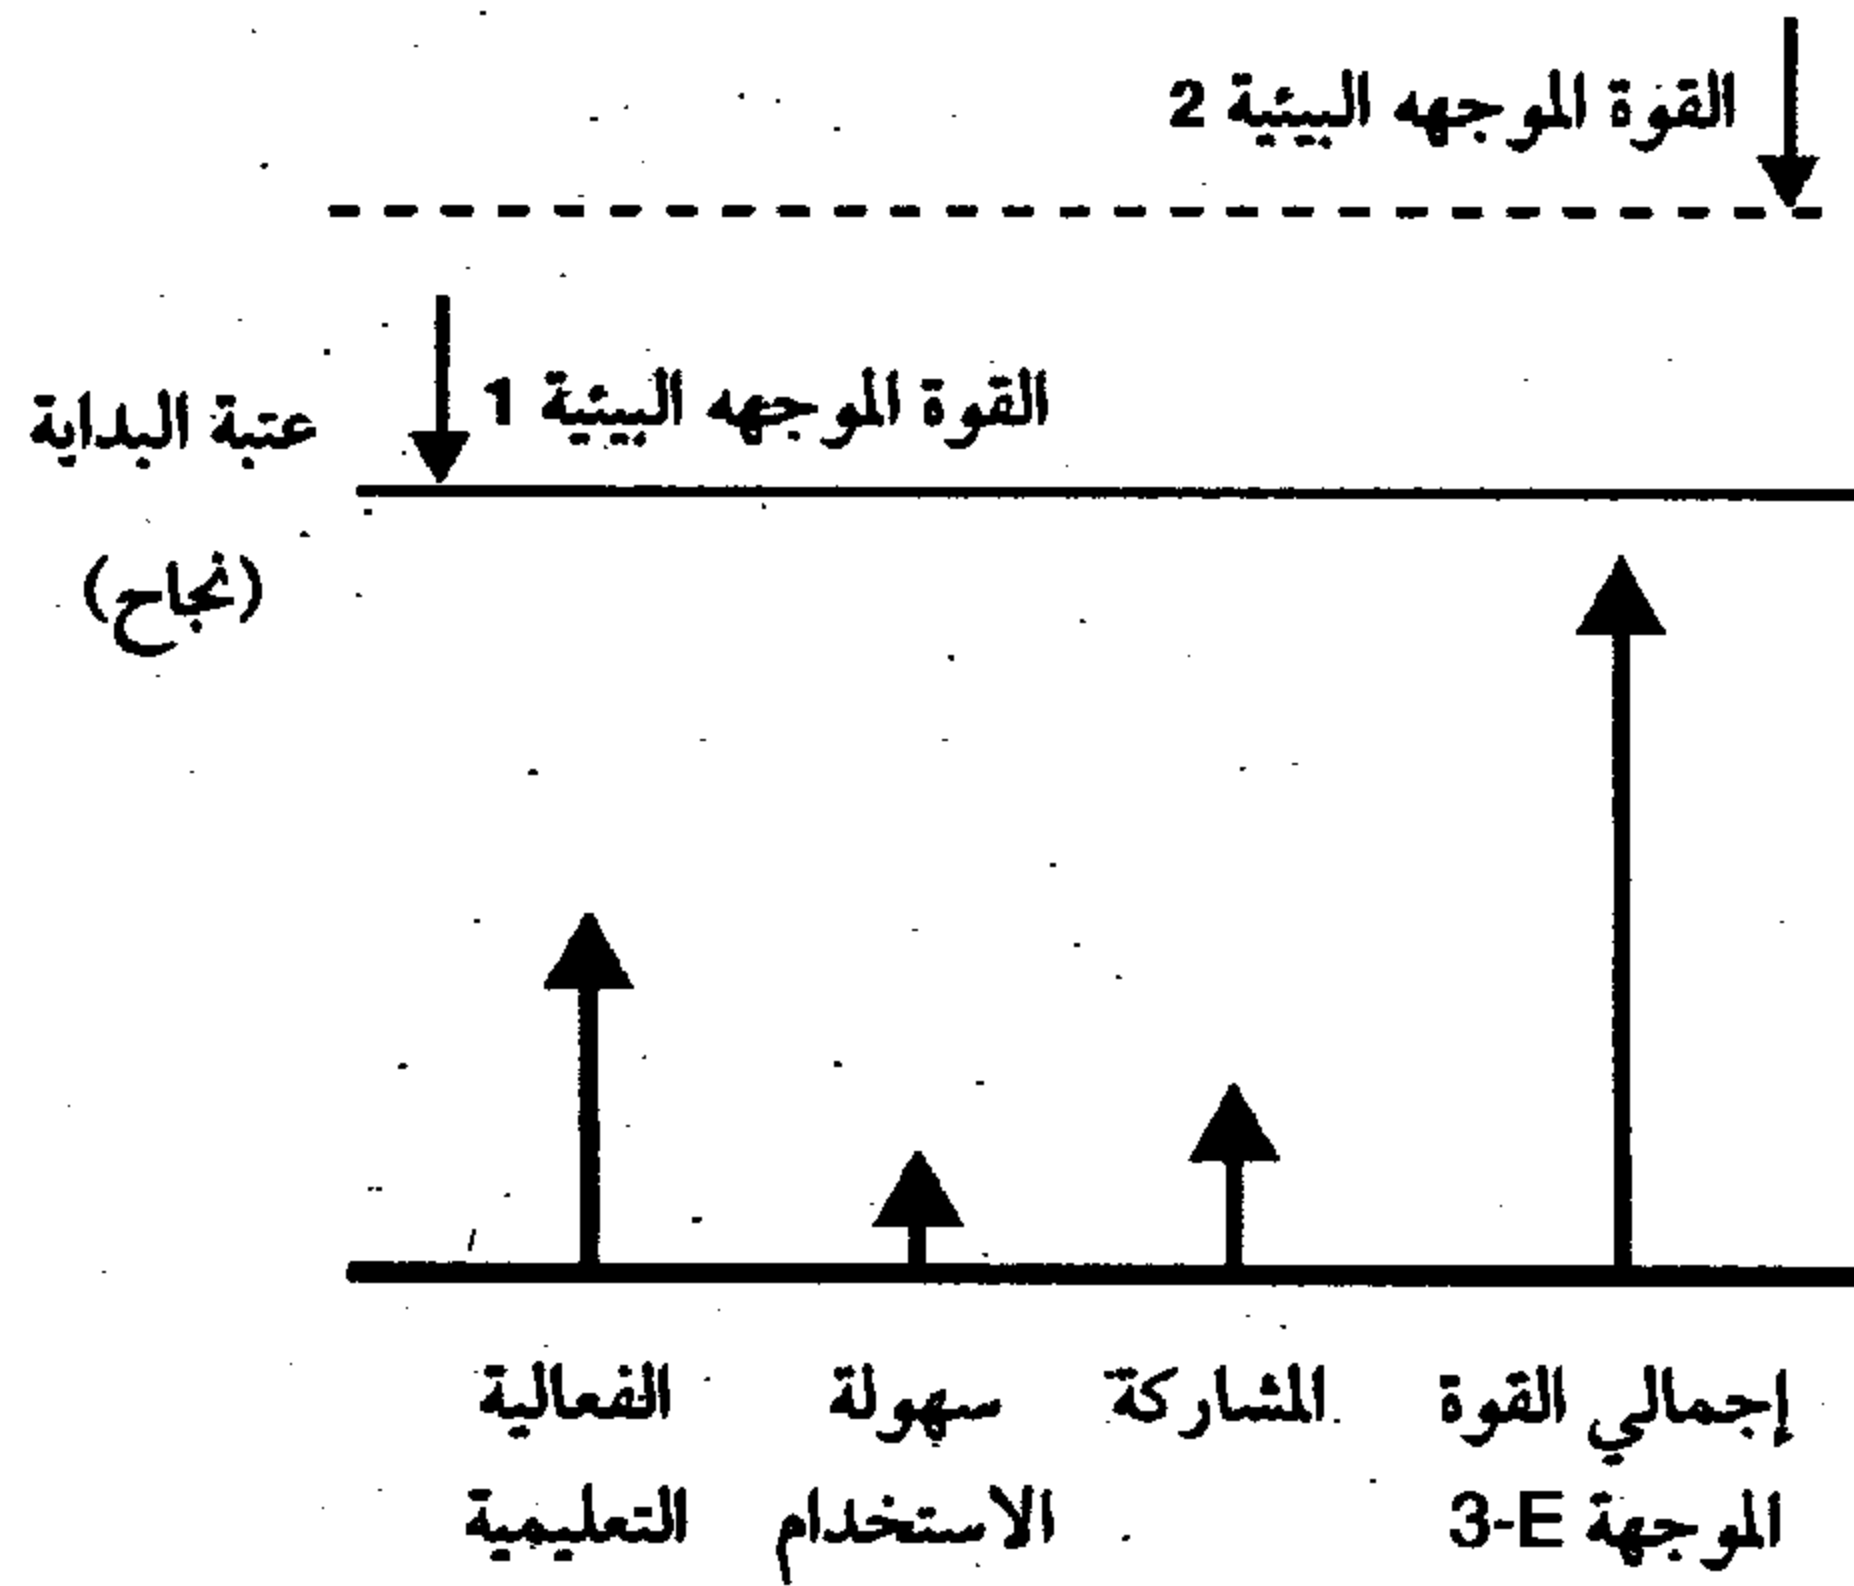 القوة الموجهه البيئية 2
القوة الموجهه البيئية 1
عتبة البداية
(نجاح)
الفعالية
التعليمية
سهولة
الاستخدام
المشاركة
إجمالي القوة
الموجهة 3-E